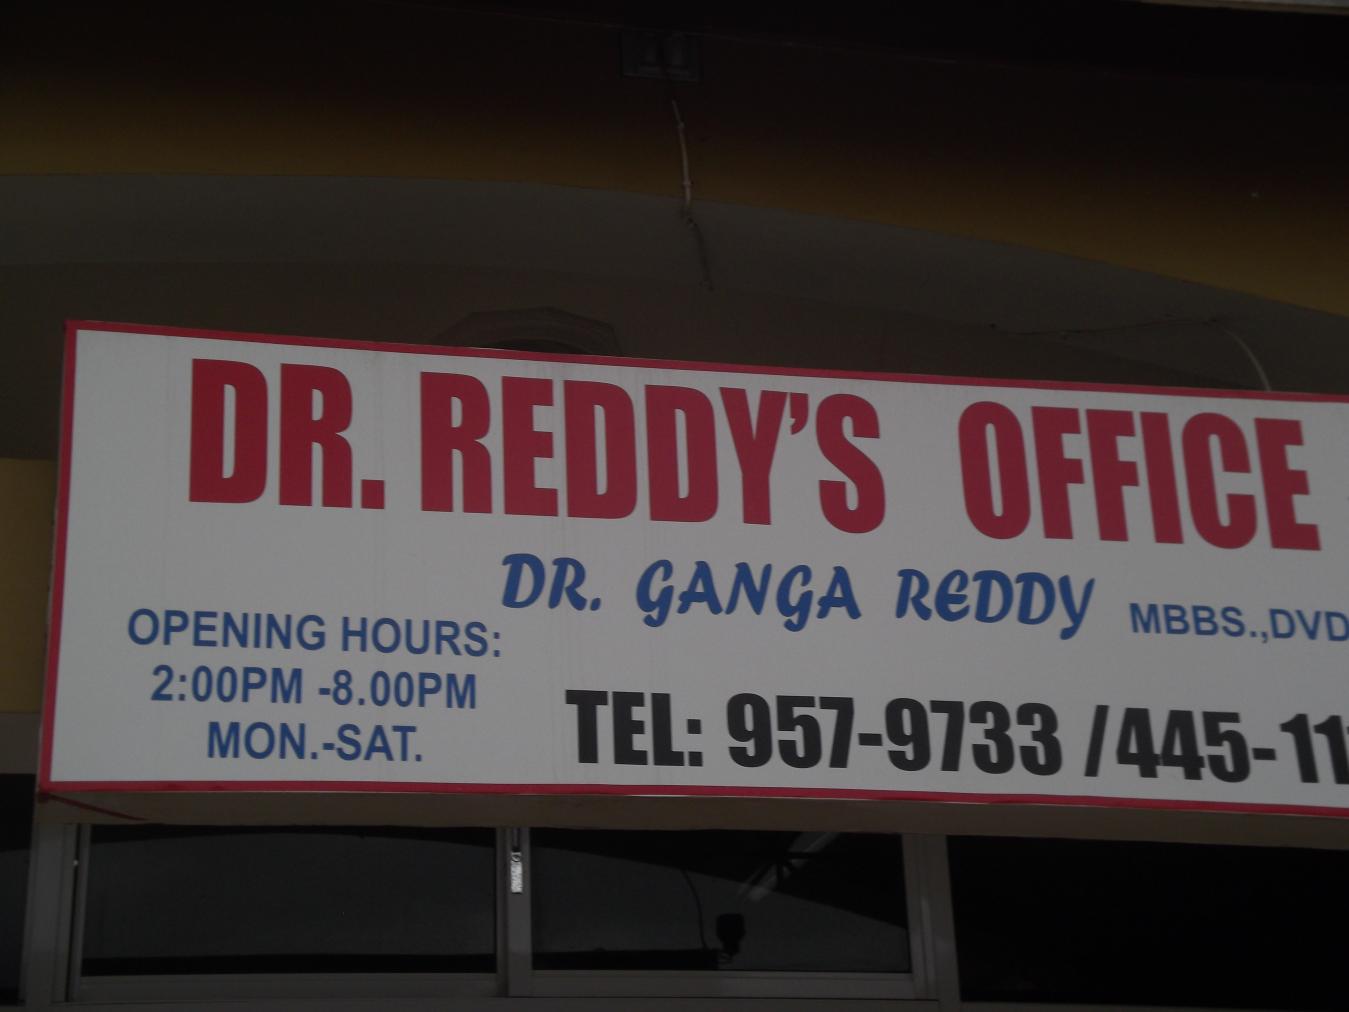 DR. REDDY'S OFFICE
DR. GANGA REDDY MBBS.,DVD
OPENING HOURS:
2:00PM -8.00PM
MON.-SAT.
TEL: 957-9733 /445-11